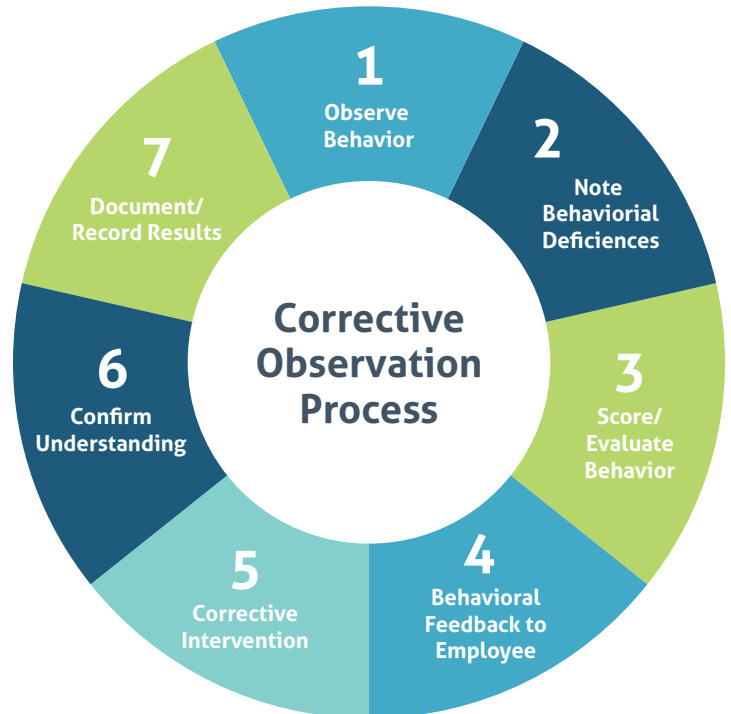 1
Observe
Behavior
2
Note
Behaviorial
Deficiences
3
Score/
Evaluate
Behavior
4
Behavioral
Feedback to
Employee
5
Corrective
Intervention
6
Confirm
Understanding
7
Document/
Record Results
Corrective
Observation
Process